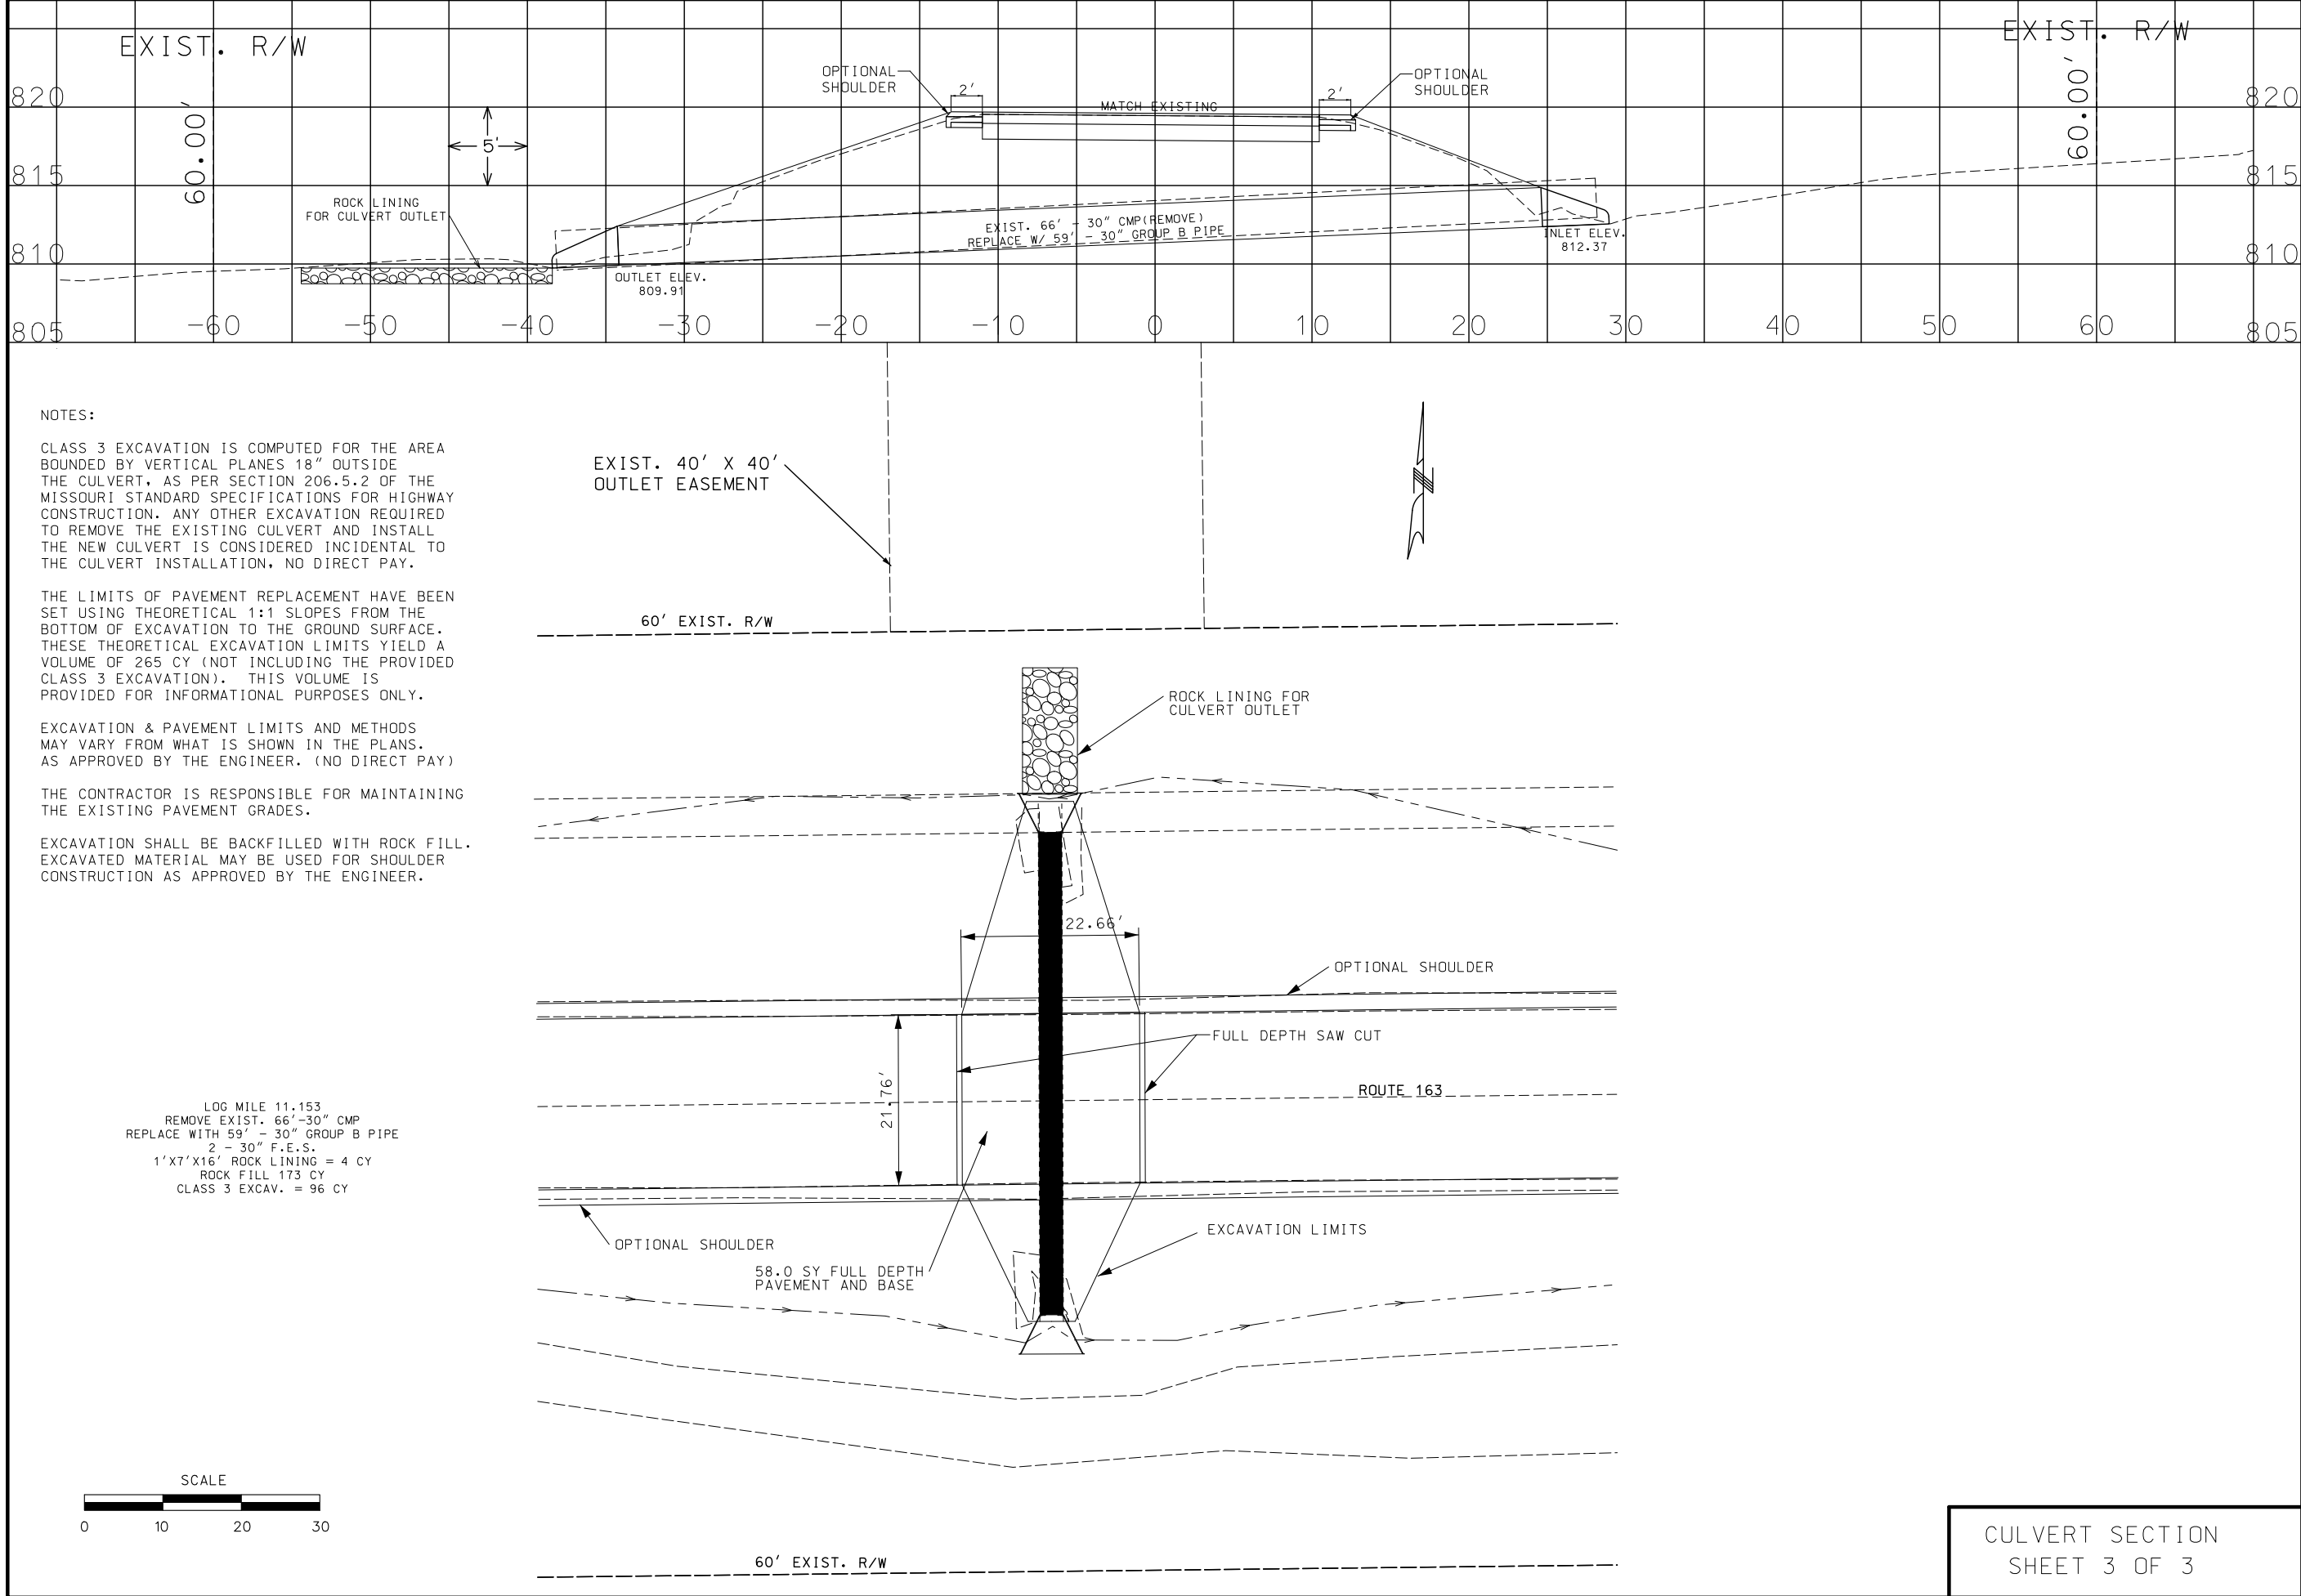 EXIST. R/W
EXIST. R/W
OPTIONAL
SHOULDER
OPTIONAL
SHOULDER
2'
2'
MATCH EXISTING
820
820
60.00'
60.00'
5'
815
815
ROCK LINING
FOR CULVERT OUTLET
EXIST. 66' - 30" CMP(REMOVE)
REPLACE W/ 59' - 30" GROUP B PIPE
INLET ELEV.
812.37
810
810
OUTLET ELEV.
809.91
805
-60
-50
-40
-30
-20
-10
0
10
20
30
40
50
60
805
NOTES:
CLASS 3 EXCAVATION IS COMPUTED FOR THE AREA
BOUNDED BY VERTICAL PLANES 18" OUTSIDE
THE CULVERT, AS PER SECTION 206.5.2 OF THE
MISSOURI STANDARD SPECIFICATIONS FOR HIGHWAY
CONSTRUCTION. ANY OTHER EXCAVATION REQUIRED
TO REMOVE THE EXISTING CULVERT AND INSTALL
THE NEW CULVERT IS CONSIDERED INCIDENTAL TO
THE CULVERT INSTALLATION, NO DIRECT PAY.
THE LIMITS OF PAVEMENT REPLACEMENT HAVE BEEN
SET USING THEORETICAL 1:1 SLOPES FROM THE
BOTTOM OF EXCAVATION TO THE GROUND SURFACE.
THESE THEORETICAL EXCAVATION LIMITS YIELD A
VOLUME OF 265 CY (NOT INCLUDING THE PROVIDED
CLASS 3 EXCAVATION). THIS VOLUME IS
PROVIDED FOR INFORMATIONAL PURPOSES ONLY.
EXCAVATION & PAVEMENT LIMITS AND METHODS
MAY VARY FROM WHAT IS SHOWN IN THE PLANS.
AS APPROVED BY THE ENGINEER. (NO DIRECT PAY)
THE CONTRACTOR IS RESPONSIBLE FOR MAINTAINING
THE EXISTING PAVEMENT GRADES.
EXCAVATION SHALL BE BACKFILLED WITH ROCK FILL.
EXCAVATED MATERIAL MAY BE USED FOR SHOULDER
CONSTRUCTION AS APPROVED BY THE ENGINEER.
EXIST. 40' X 40'
OUTLET EASEMENT
N
60' EXIST. R/W
ROCK LINING FOR
CULVERT OUTLET
22.66'
OPTIONAL SHOULDER
FULL DEPTH SAW CUT
21.76'
ROUTE 163
LOG MILE 11.153
REMOVE EXIST. 66'-30" CMP
REPLACE WITH 59' - 30" GROUP B PIPE
2 - 30" F.E.S.
1'X7'X16' ROCK LINING = 4 CY
ROCK FILL 173 CY
CLASS 3 EXCAV. = 96 CY
OPTIONAL SHOULDER
EXCAVATION LIMITS
58.0 SY FULL DEPTH
PAVEMENT AND BASE
SCALE
0 10 20 30
60' EXIST. R/W
CULVERT SECTION
SHEET 3 OF 3